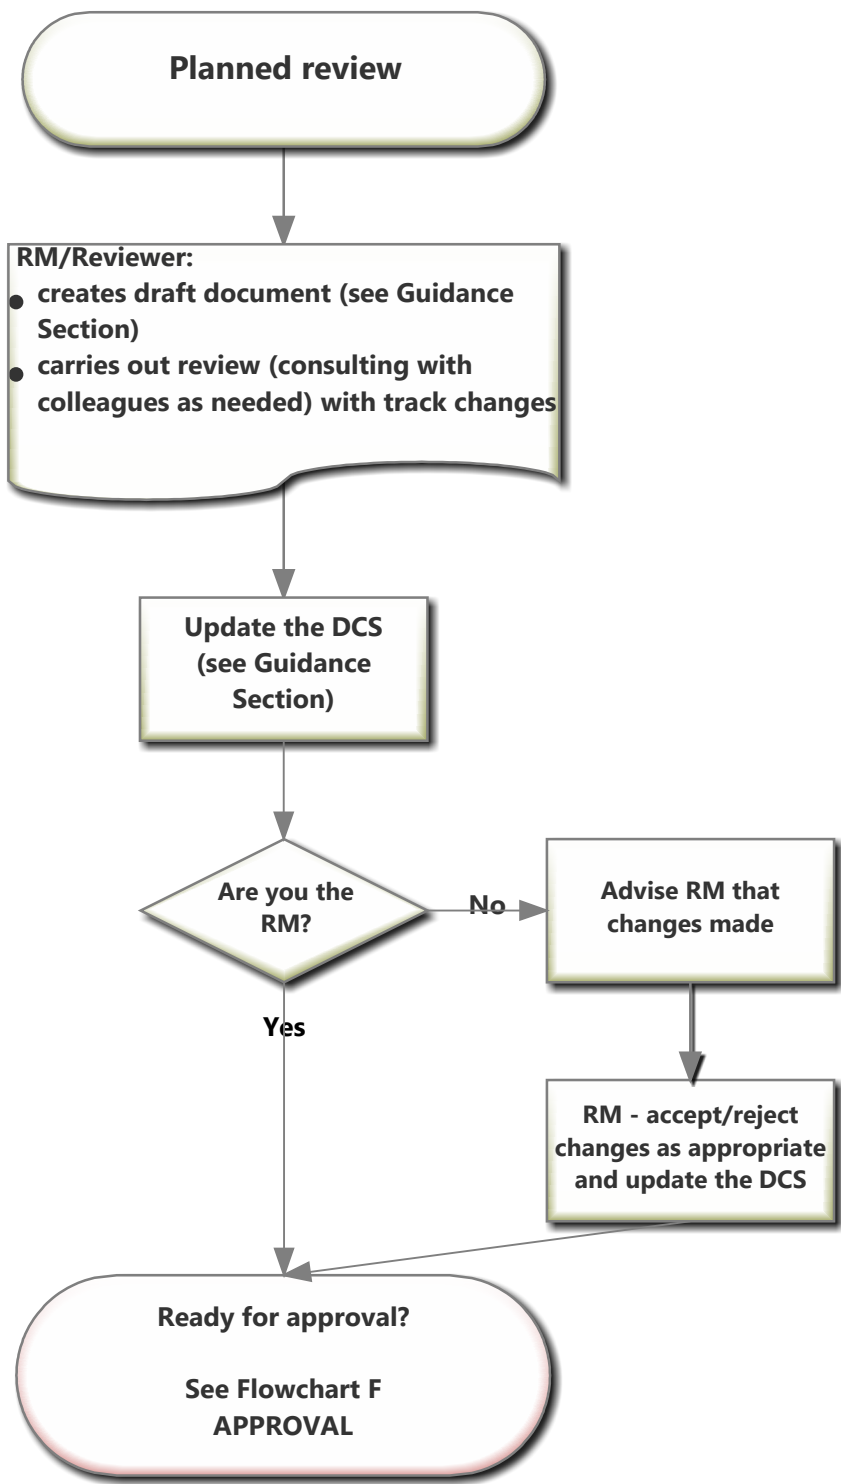 Planned review
RM/Reviewer:
● creates draft document (see Guidance
Section)
● carries out review (consulting with
colleagues as needed) with track changes
Update the DCS
(see Guidance
Section)
Are you the
RM?
No
Advise RM that
changes made
Yes
RM - accept/reject
changes as appropriate
and update the DCS
Ready for approval?
See Flowchart F
APPROVAL